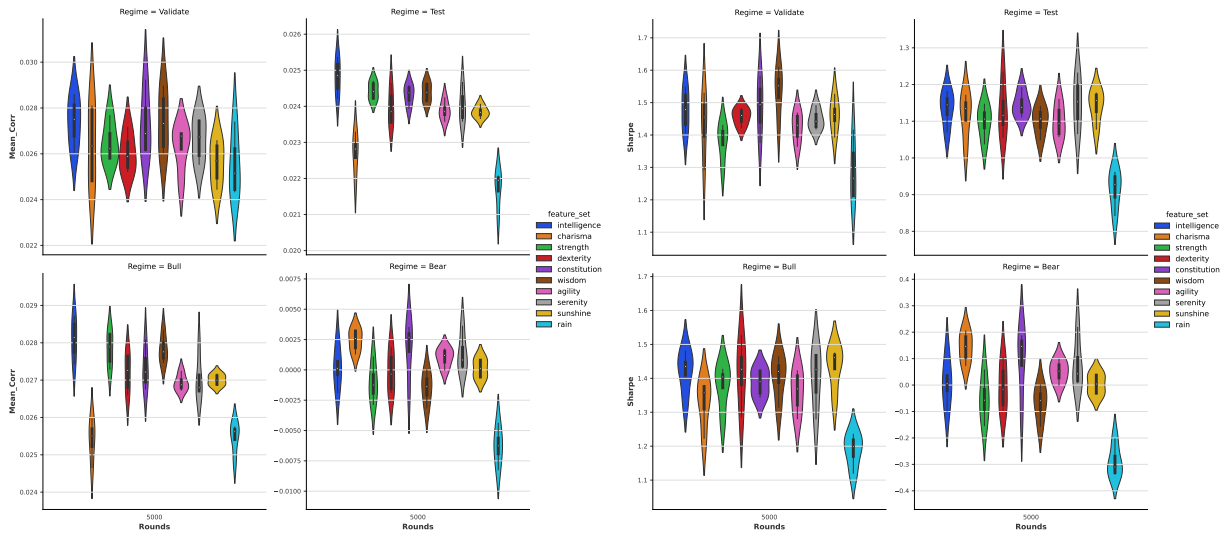 Regime = Validate
0.030
0.028
0.026
0.024
0.022
Mean_Corr
Regime = Test
0.026
0.025
0.024
0.023
0.022
0.021
0.020
Regime = Bull
0.029
0.028
0.027
0.026
0.025
0.024
Mean_Corr
5000
Rounds
Regime = Bear
0.0075
0.0050
0.0025
0.0000
−0.0025
−0.0050
−0.0075
−0.0100
5000
Rounds
feature_set
intelligence
charisma
strength
dexterity
constitution
wisdom
agility
serenity
sunshine
rain
Regime = Validate
1.7
1.6
1.5
1.4
1.3
1.2
1.1
Sharpe
Regime = Test
1.3
1.2
1.1
1.0
0.9
0.8
Regime = Bull
1.7
1.6
1.5
1.4
1.3
1.2
1.1
Sharpe
5000
Rounds
Regime = Bear
0.4
0.3
0.2
0.1
0.0
−0.1
−0.2
−0.3
−0.4
5000
Rounds
feature_set
intelligence
charisma
strength
dexterity
constitution
wisdom
agility
serenity
sunshine
rain